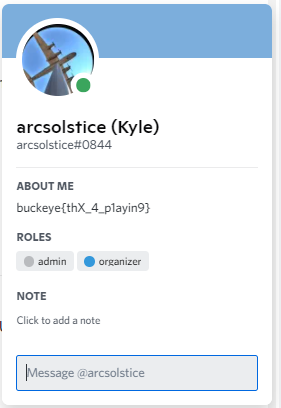 arcsolstice (Kyle)
arcsolstice#0844
ABOUT ME
buckeye{thX_4_p1ayin9}
ROLES
admin organizer
NOTE
Click to add a note
Message @arcsolstice